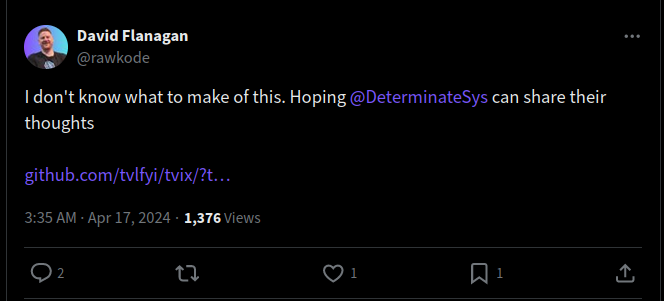 David Flanagan
@rawkode
I don't know what to make of this. Hoping @DeterminateSys can share their
thoughts
github.com/tvlfyi/tvix/?t…
3:35 AM · Apr 17, 2024 · 1,376 Views
2 1 1